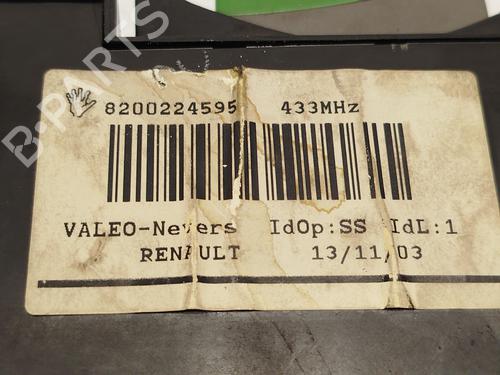 B-PARTS
8200224595 433MHz
VALEO-Nevers IdOp:SS IdL:1
RENAULT 13/11/03